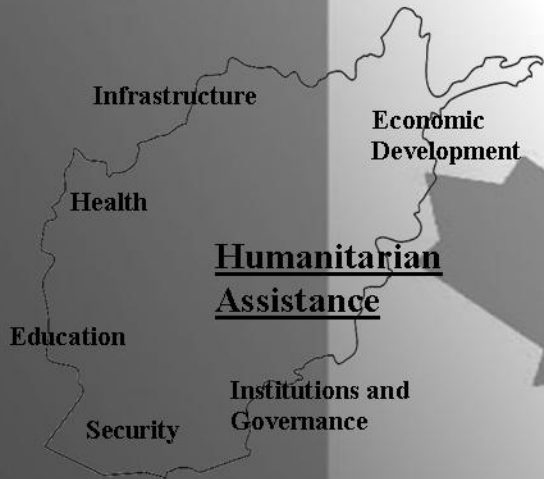 Infrastructure
Economic
Development
Health
Humanitarian
Assistance
Education
Institutions and
Governance
Security